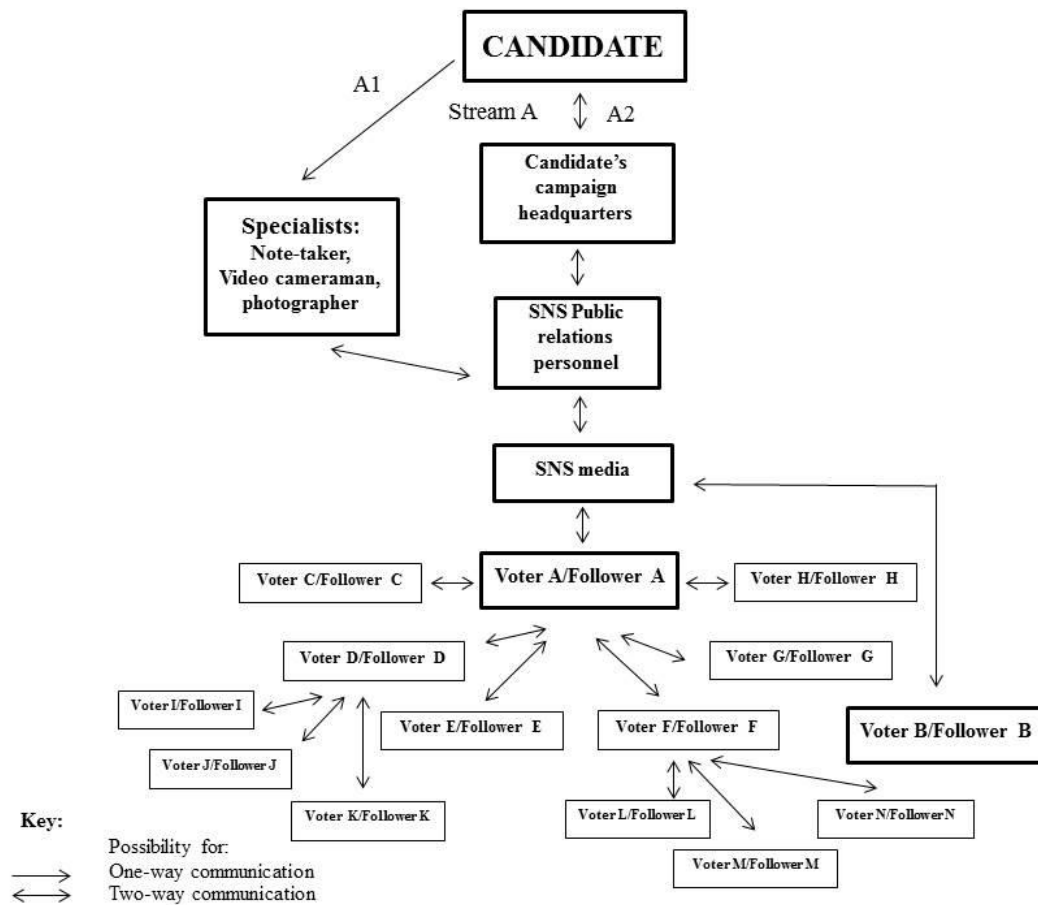 CANDIDATE
A1
Stream A
A2
Candidate's
campaign
headquarters
Specialists:
Note-taker,
Video cameraman,
photographer
SNS Public
relations
personnel
SNS media
Voter C/Follower C
Voter A/Follower A
Voter H/Follower H
Voter D/Follower D
Voter G/Follower G
Voter I/Follower I
Voter E/Follower E
Voter F/Follower F
Voter B/Follower B
Voter J/Follower J
Voter K/Follower K
Voter L/Follower L
Voter N/Follower N
Voter M/Follower M
Key:
Possibility for:
One-way communication
Two-way communication